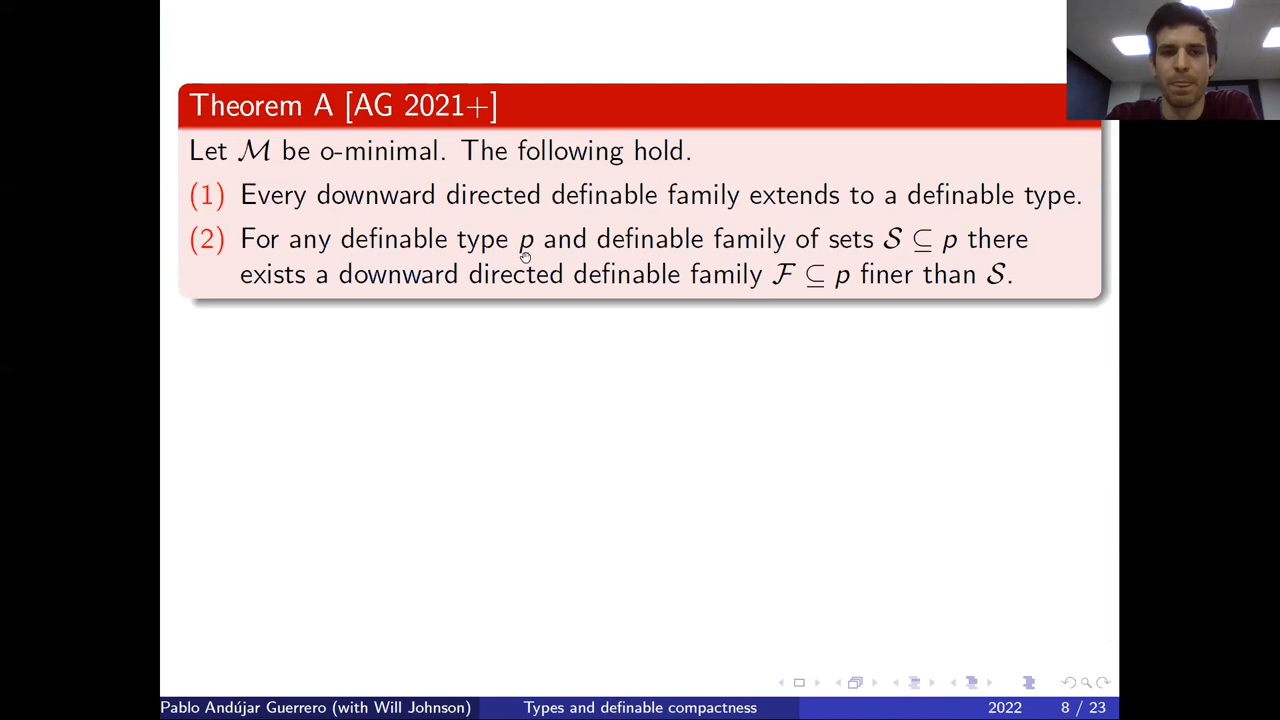 Theorem A [AG 2021+]
Let ℳ be o-minimal. The following hold.
(1) Every downward directed definable family extends to a definable type.
(2) For any definable type p and definable family of sets 𝒮 ⊆ p there
exists a downward directed definable family ℱ ⊆ p finer than 𝒮.
Pablo Andújar Guerrero (with Will Johnson) Types and definable compactness 2022 8 / 23